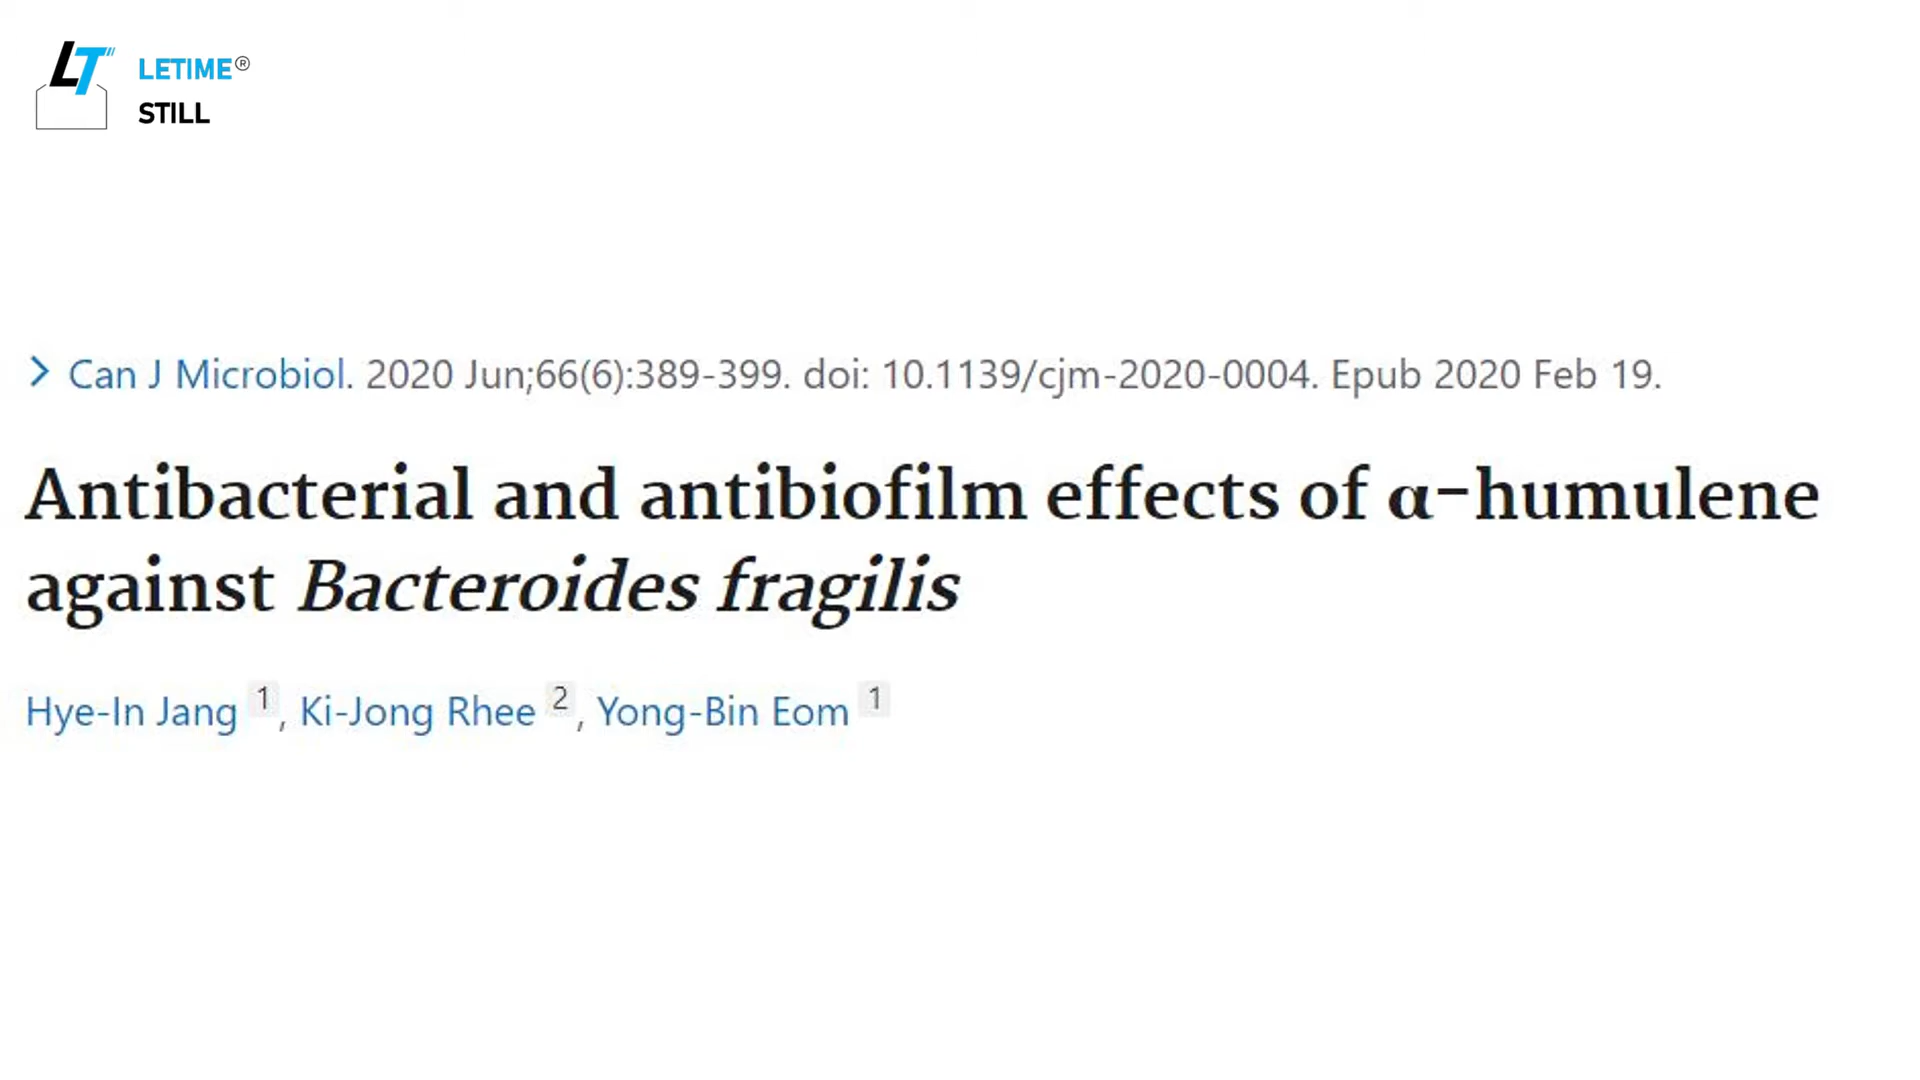 LT
LETIME®
STILL
> Can J Microbiol. 2020 Jun;66(6):389-399. doi: 10.1139/cjm-2020-0004. Epub 2020 Feb 19.
Antibacterial and antibiofilm effects of α-humulene
against Bacteroides fragilis
Hye-In Jang 1, Ki-Jong Rhee 2, Yong-Bin Eom 1